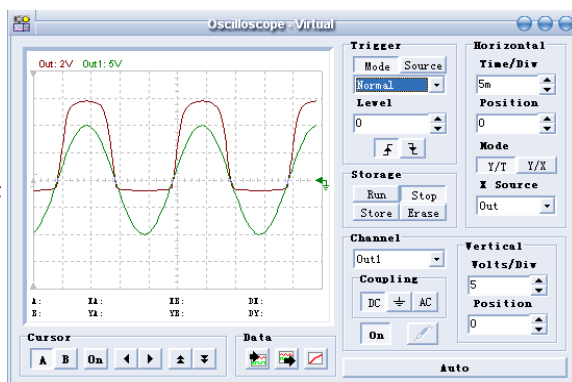 Oscilloscope - Virtual
Out: 2V Out1: 5V
A: XA: XB: DX:
B: YA: YB: DY:
Cursor
A B On
Data
Trigger
Mode Source
Normal
Level
0
Storage
Run Stop
Store Erase
Channel
Out1
Coupling
DC AC
On
Horizontal
Time/Div
5m
Position
0
Mode
Y/T Y/X
X Source
Out
Vertical
Volts/Div
5
Position
0
Auto